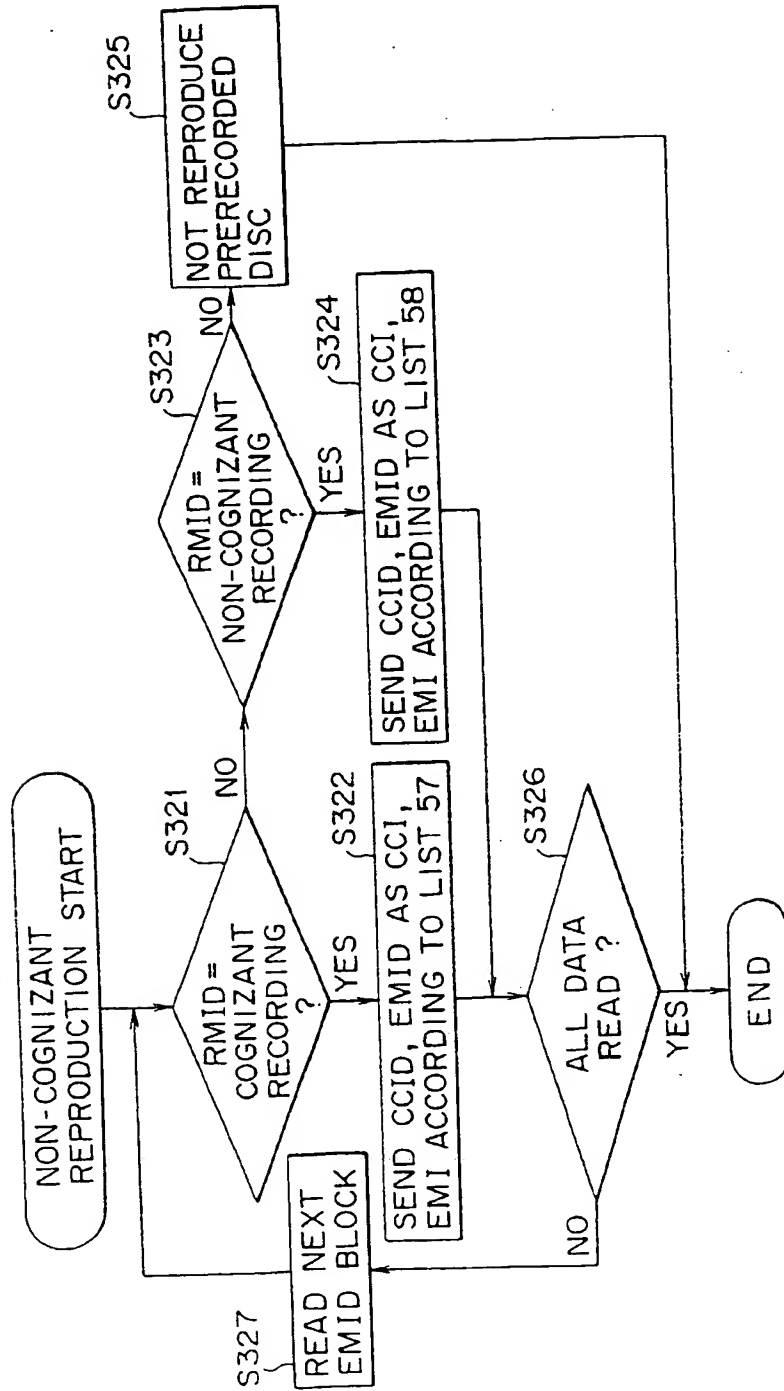 NON-COGNIZANT
REPRODUCTION START
S321
RMID=
COGNIZANT
RECORDING
?
NO
YES
S323
RMID=
NON-COGNIZANT
RECORDING
?
NO
YES
S325
NOT REPRODUCE
PRERECORDED
DISC
S322
SEND CCID, EMID AS CCI,
EMI ACCORDING TO LIST 57
S324
SEND CCID, EMID AS CCI,
EMI ACCORDING TO LIST 58
S326
ALL DATA
READ ?
NO
YES
S327
READ NEXT
EMID BLOCK
END